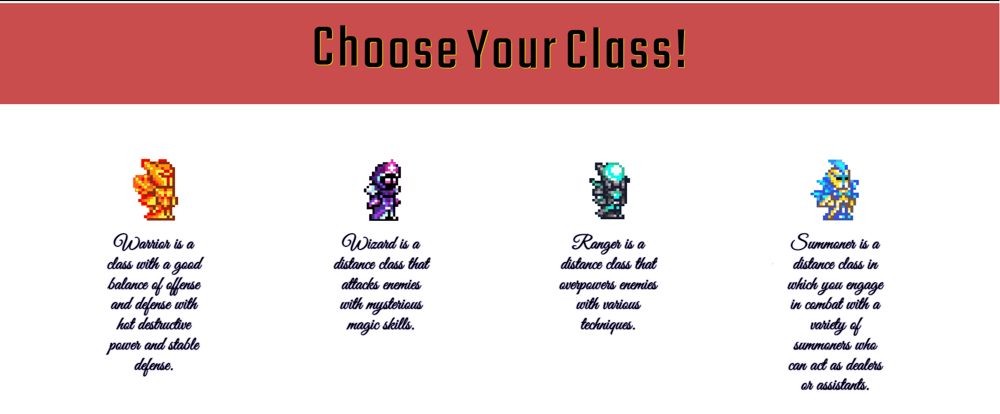 Choose Your Class!
Warrior is a
class with a good
balance of offense
and defense with
hot destructive
power and stable
defense.
Wizard is a
distance class that
attacks enemies
with mysterious
magic skills.
Ranger is a
distance class that
overpowers enemies
with various
techniques.
Summoner is a
distance class in
which you engage
in combat with a
variety of
summoners who
can act as dealers
or assistants.